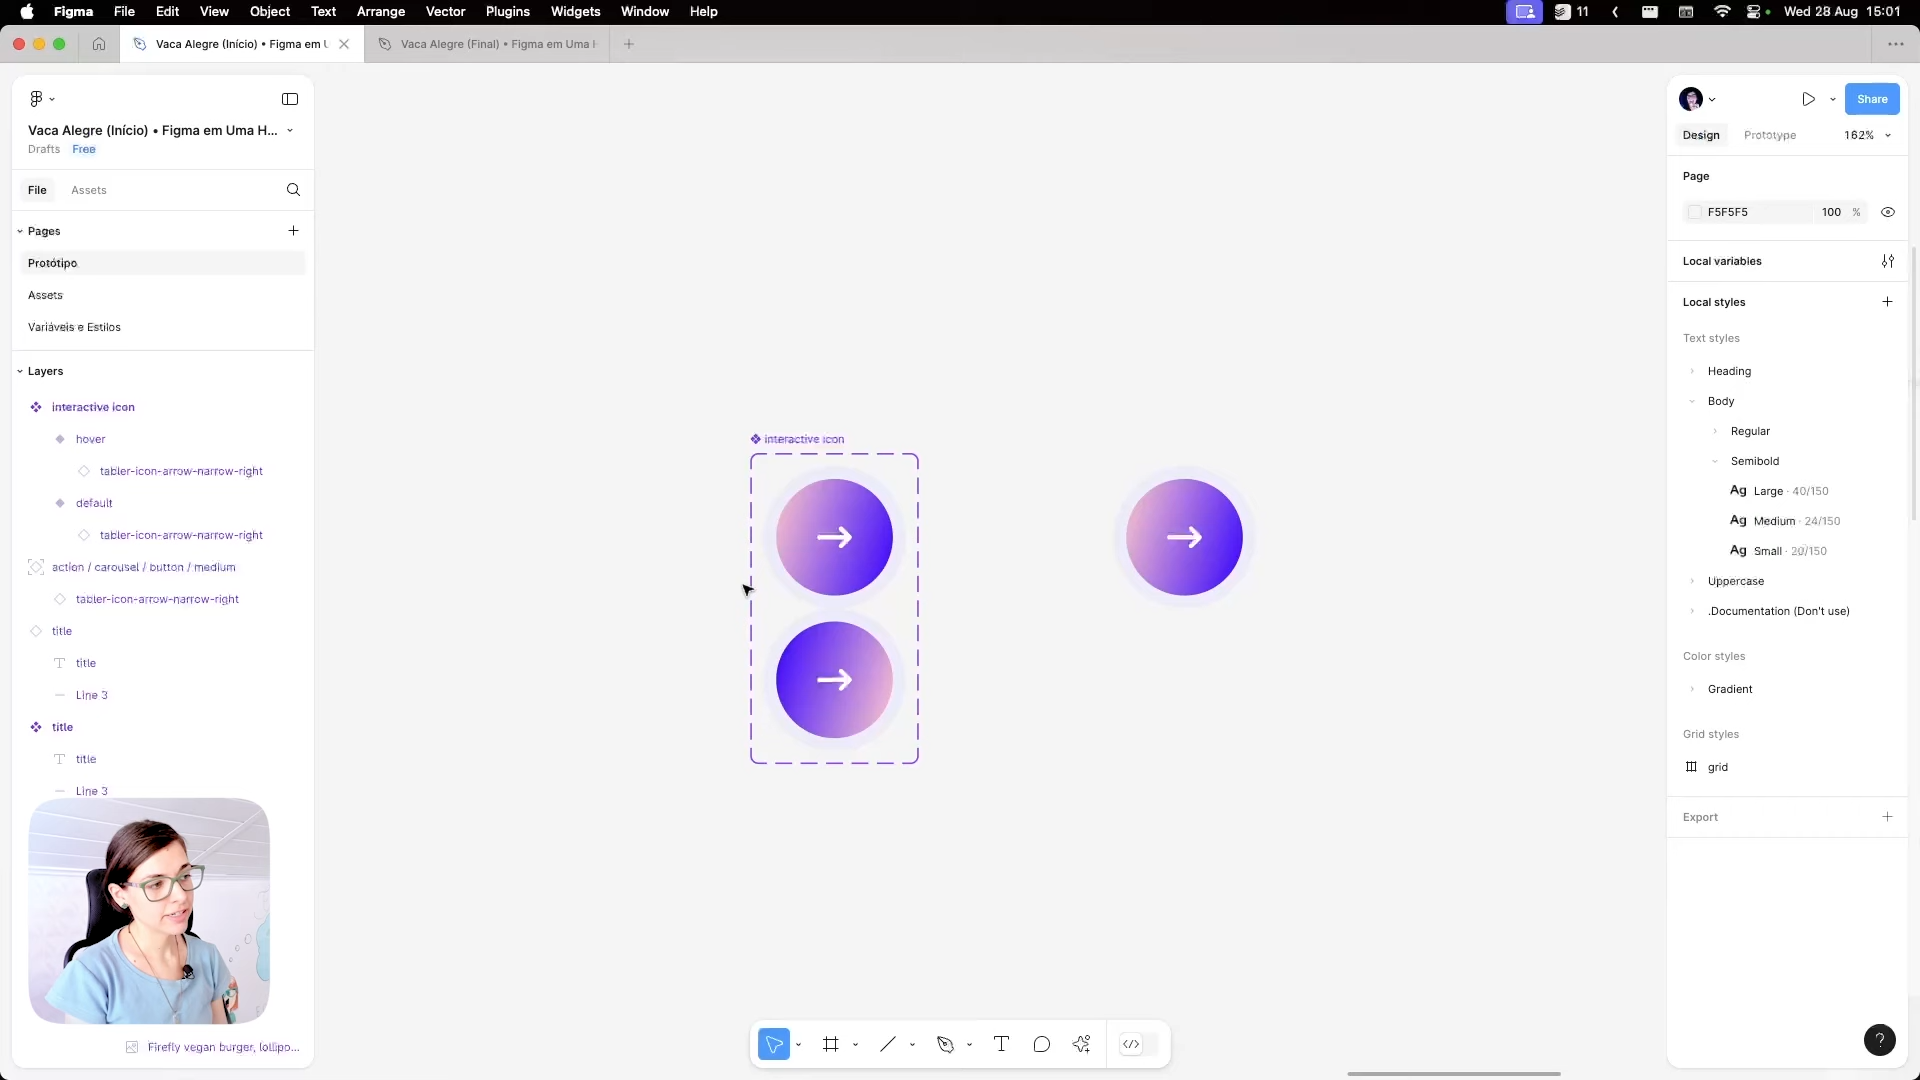 Figma File Edit View Object Text Arrange Vector Plugins Widgets Window Help
11
Wed 28 Aug 15:01
Vaca Alegre (Início) • Figma em U
Vaca Alegre (Final) • Figma em Uma H
Vaca Alegre (Início) • Figma em Uma H...
Drafts Free
File Assets
Pages
Protótipo
Assets
Variáveis e Estilos
Layers
interactive icon
hover
tabler-icon-arrow-narrow-right
default
tabler-icon-arrow-narrow-right
action / carousel / button / medium
tabler-icon-arrow-narrow-right
title
title
Line 3
title
title
Line 3
Firefly vegan burger, lollipo...
interactive icon
Share
Design Prototype 162%
Page
F5F5F5 100 %
Local variables
Local styles
Text styles
Heading
Body
Regular
Semibold
Ag Large · 40/150
Ag Medium · 24/150
Ag Small · 20/150
Uppercase
.Documentation (Don't use)
Color styles
Gradient
Grid styles
grid
Export
?